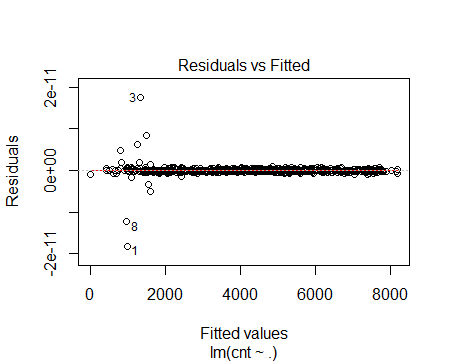 Residuals vs Fitted
Residuals
2e-11
0e+00
-2e-11
3
8
1
0
2000
4000
6000
8000
Fitted values
lm(cnt ~ .)